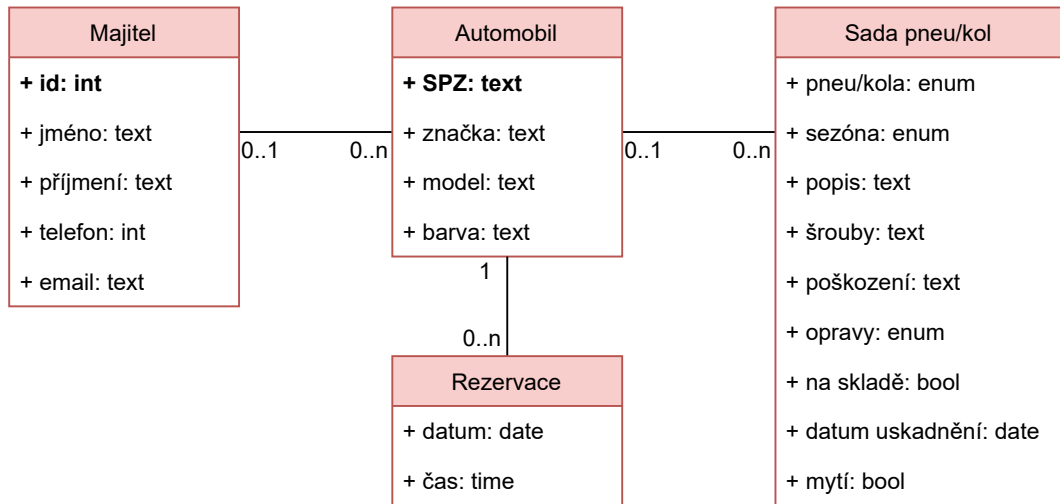 Majitel
+ id: int
+ jméno: text
+ příjmení: text
+ telefon: int
+ email: text
0..1
0..n
Automobil
+ SPZ: text
+ značka: text
+ model: text
+ barva: text
0..1
0..n
1
0..n
Rezervace
+ datum: date
+ čas: time
Sada pneu/kol
+ pneu/kola: enum
+ sezóna: enum
+ popis: text
+ šrouby: text
+ poškození: text
+ opravy: enum
+ na skladě: bool
+ datum uskadnění: date
+ mytí: bool